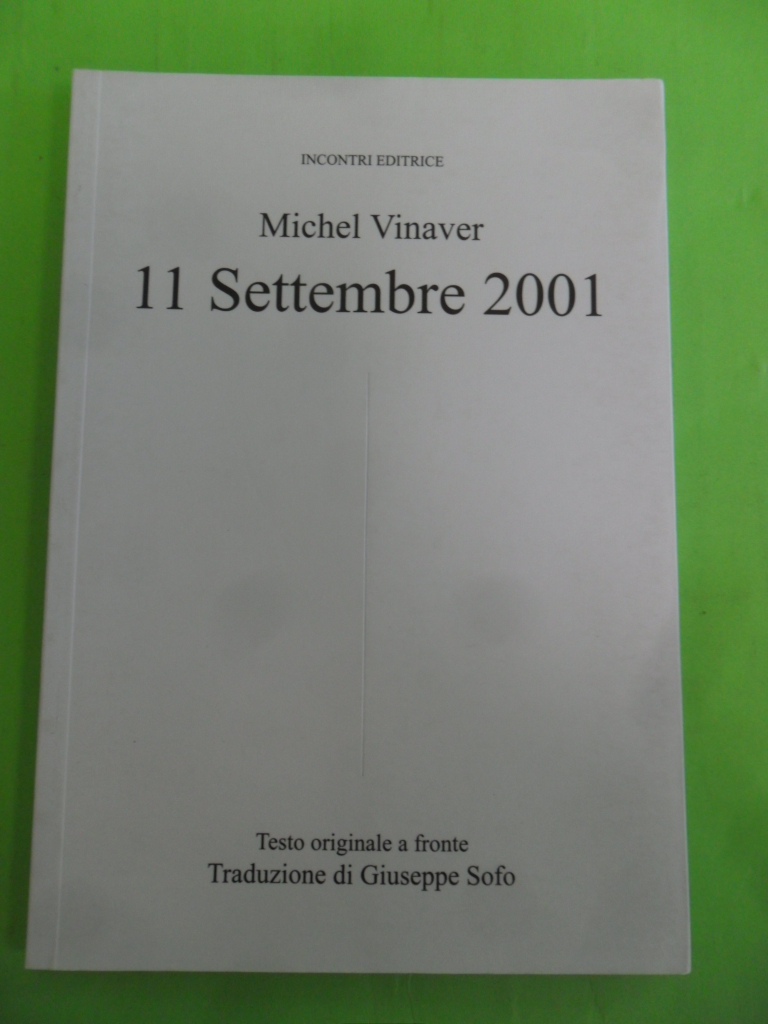 INCONTRI EDITRICE
Michel Vinaver
11 Settembre 2001
Testo originale a fronte
Traduzione di Giuseppe Sofo